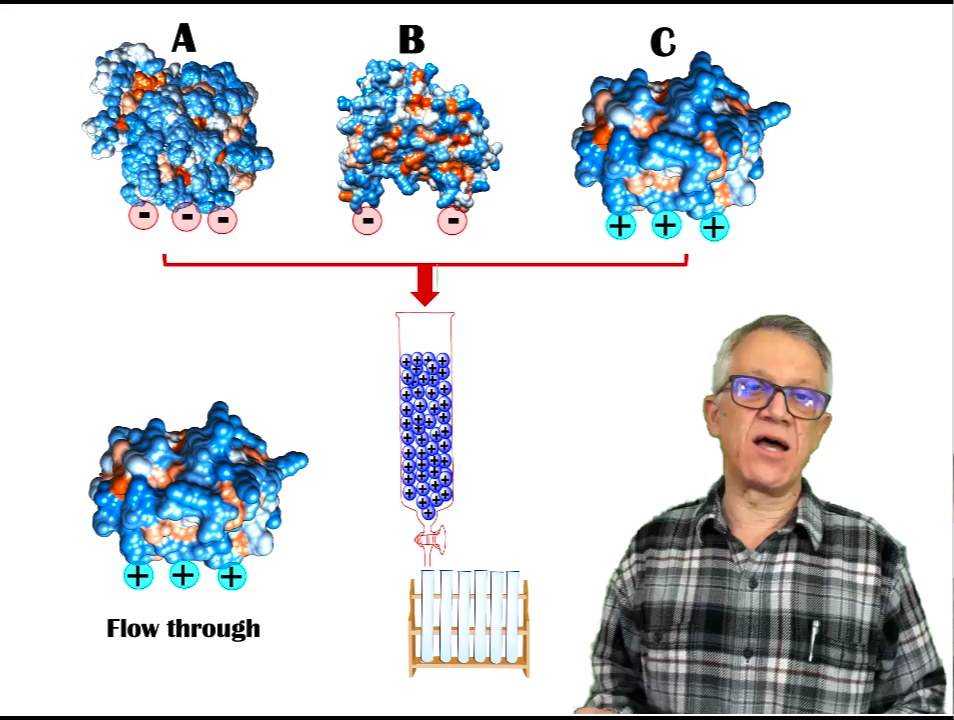 A B C
- - - - - + + +
+ + +
Flow through